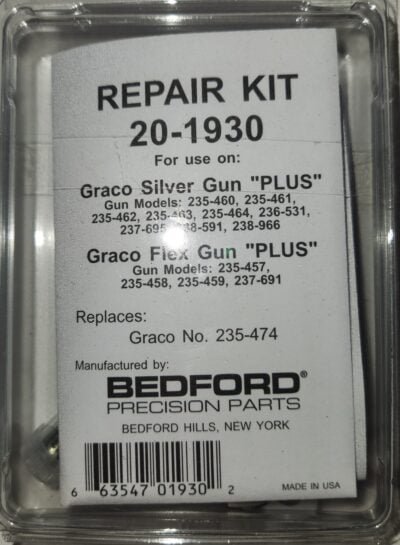 REPAIR KIT
20-1930
For use on:
Graco Silver Gun "PLUS"
Gun Models: 235-460, 235-461,
235-462, 235-463, 235-464, 236-531,
237-695, 238-591, 238-966
Graco Flex Gun "PLUS"
Gun Models: 235-457,
235-458, 235-459, 237-691
Replaces:
Graco No. 235-474
Manufactured by:
BEDFORD®
PRECISION PARTS
BEDFORD HILLS, NEW YORK
6 63547 01930 2
MADE IN USA